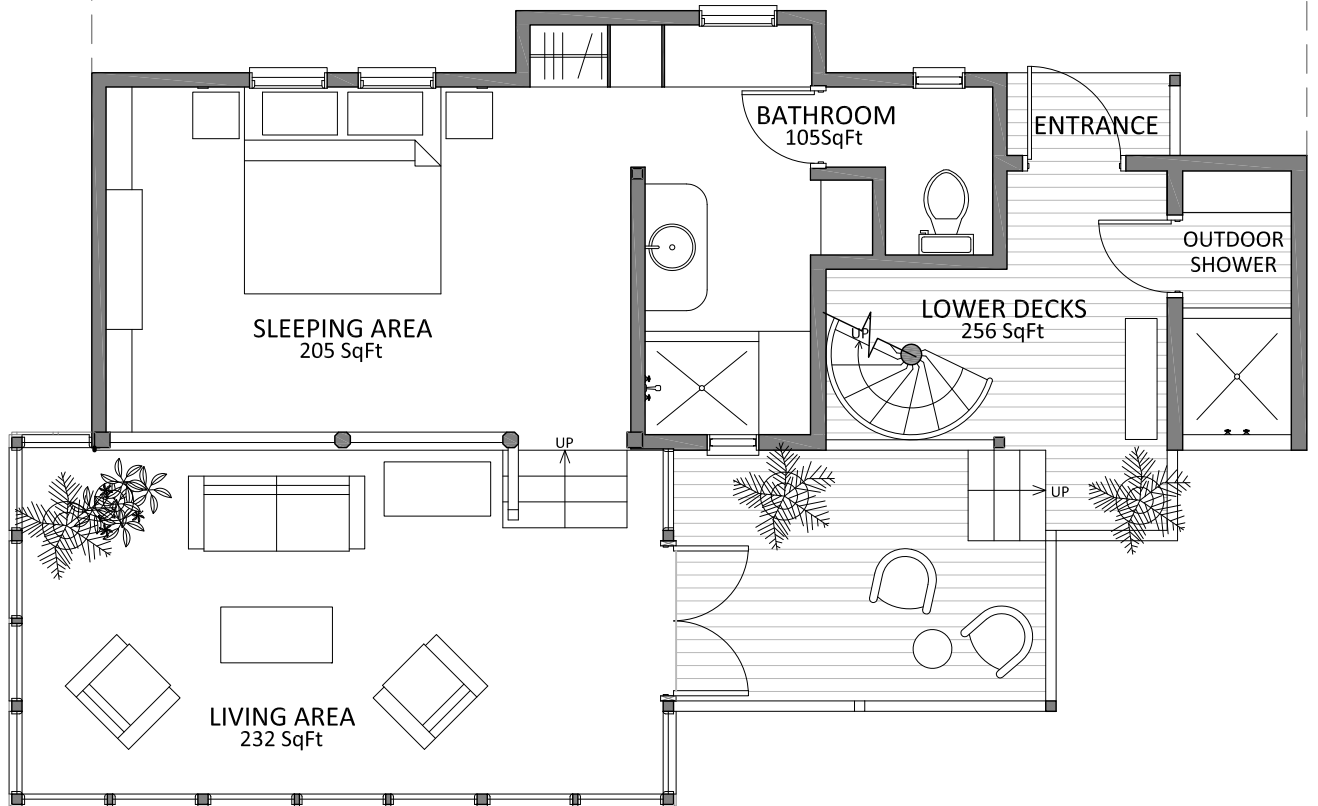 BATHROOM
105SqFt
ENTRANCE
OUTDOOR
SHOWER
SLEEPING AREA
205 SqFt
LOWER DECKS
256 SqFt
UP
UP
UP
LIVING AREA
232 SqFt